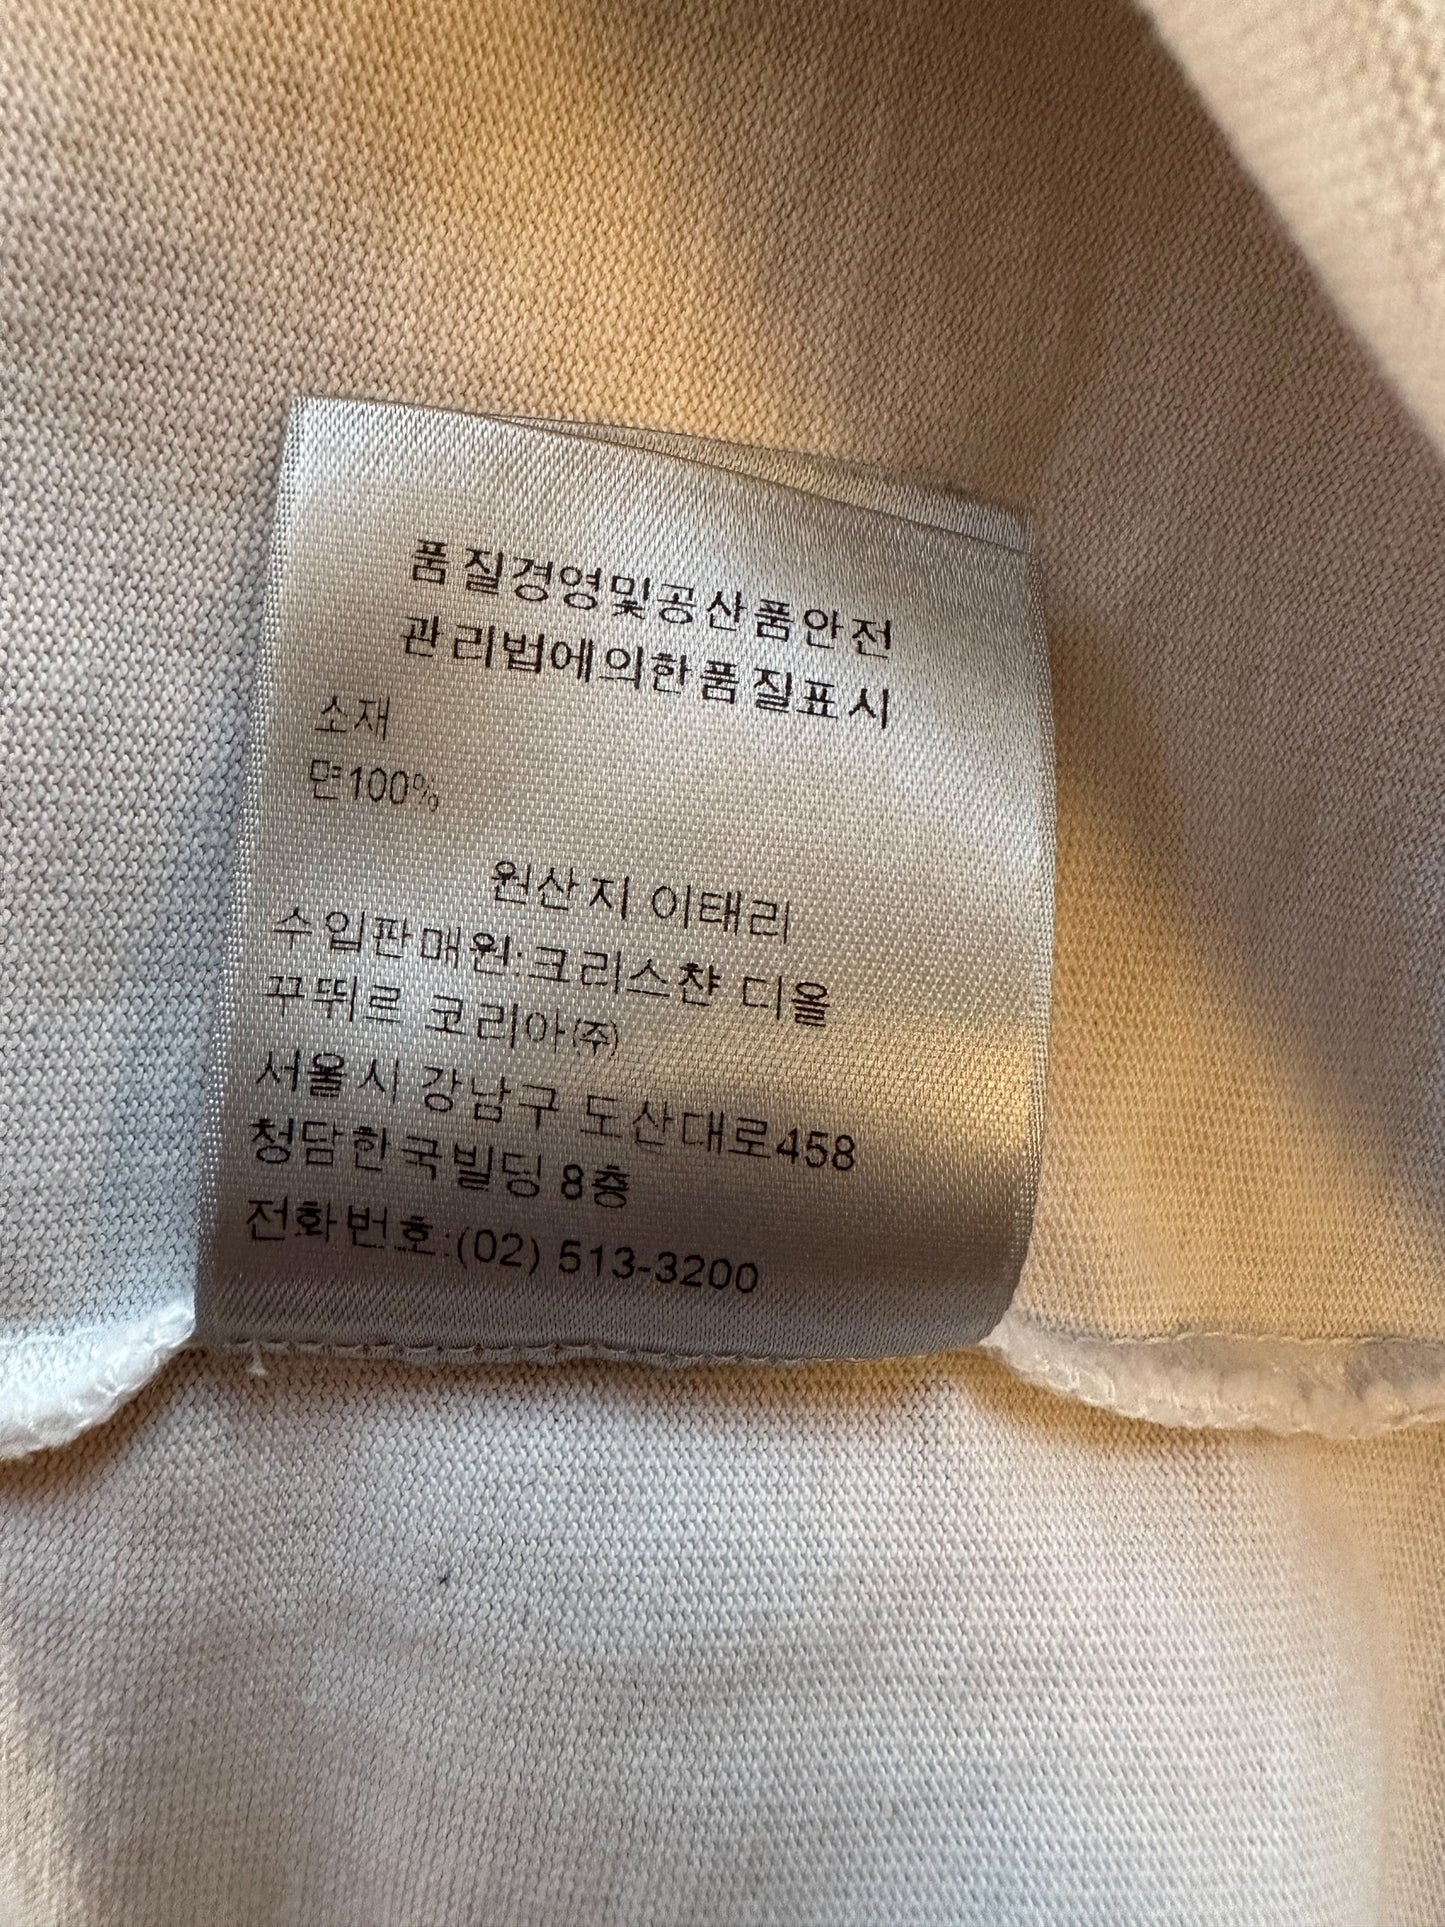 품질경영및공산품안전
관리법에의한품질표시
소재
면100%
원산지 이태리
수입판매원:크리스챤 디올
꾸뛰르 코리아(주)
서울시 강남구 도산대로458
청담한국빌딩 8층
전화번호:(02) 513-3200